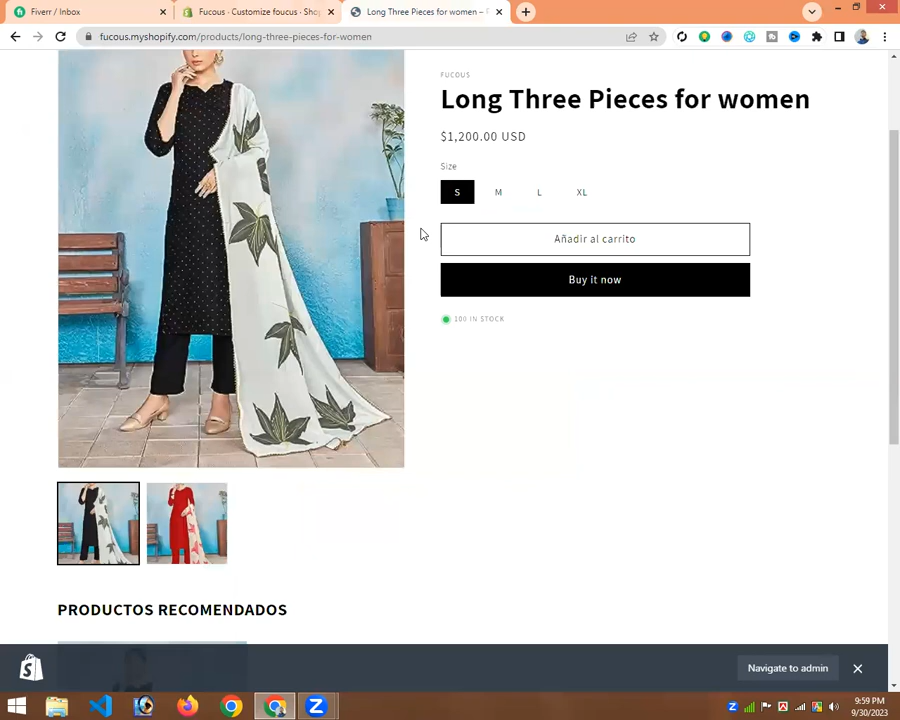 Fiverr / Inbox
Fucous · Customize foucus · Sho
Long Three Pieces for women –
fucous.myshopify.com/products/long-three-pieces-for-women
FUCOUS
Long Three Pieces for women
$1,200.00 USD
Size
S M L XL
Añadir al carrito
Buy it now
100 IN STOCK
PRODUCTOS RECOMENDADOS
Navigate to admin
9:59 PM
9/30/2023